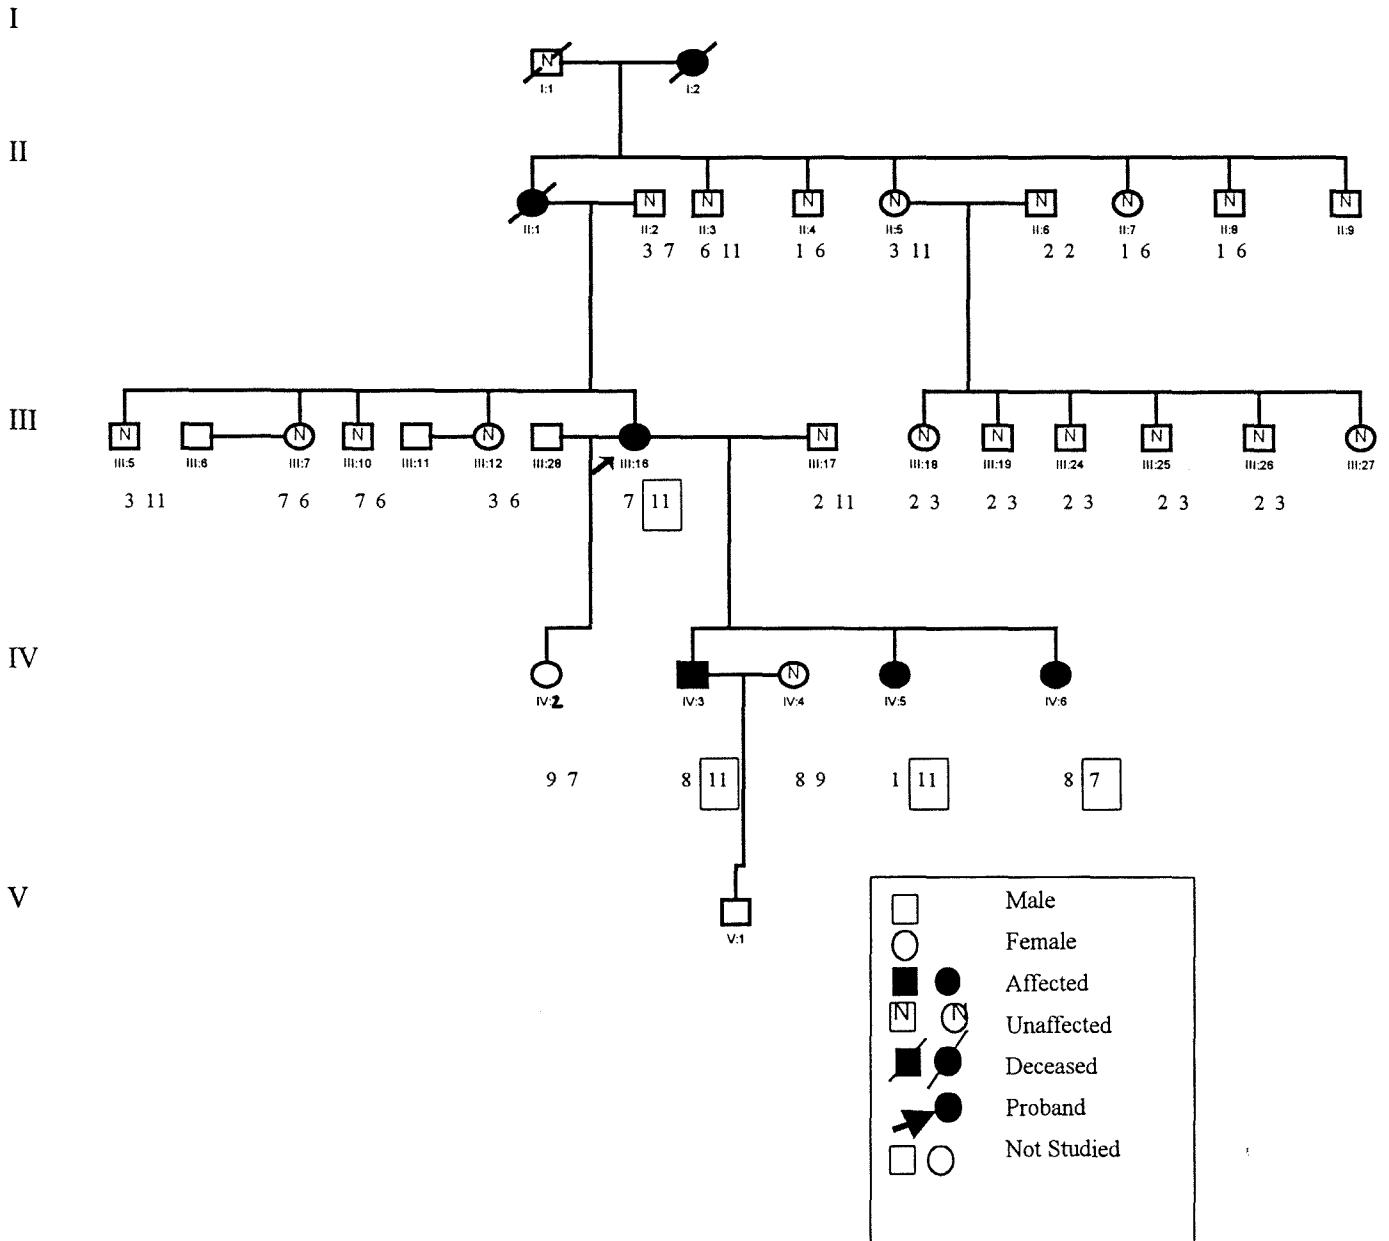 I
N
I:1 I:2
II
N N N N N N N N
II:1 II:2 II:3 II:4 II:5 II:6 II:7 II:8 II:9
3 7 6 11 1 6 3 11 2 2 1 6 1 6
III
N N N N N N N N N N N
III:5 III:6 III:7 III:10 III:11 III:12 III:28 III:16 III:17 III:18 III:19 III:24 III:25 III:26 III:27
3 11 7 6 7 6 3 6 7 11 2 11 2 3 2 3 2 3 2 3 2 3
IV
N
IV:2 IV:3 IV:4 IV:5 IV:6
9 7 8 11 8 9 1 11 8 7
V
V:1
Male
Female
Affected
N N Unaffected
Deceased
Proband
Not Studied